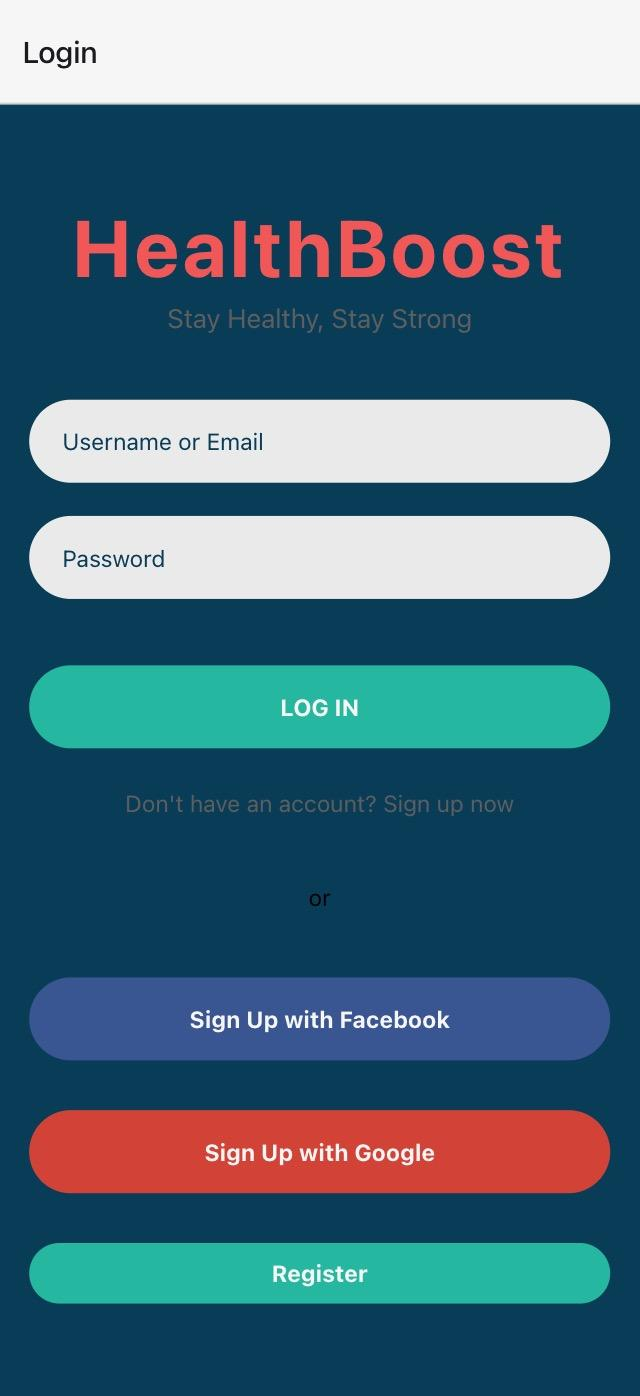 Login
HealthBoost
Stay Healthy, Stay Strong
Username or Email
Password
LOG IN
Don't have an account? Sign up now
or
Sign Up with Facebook
Sign Up with Google
Register